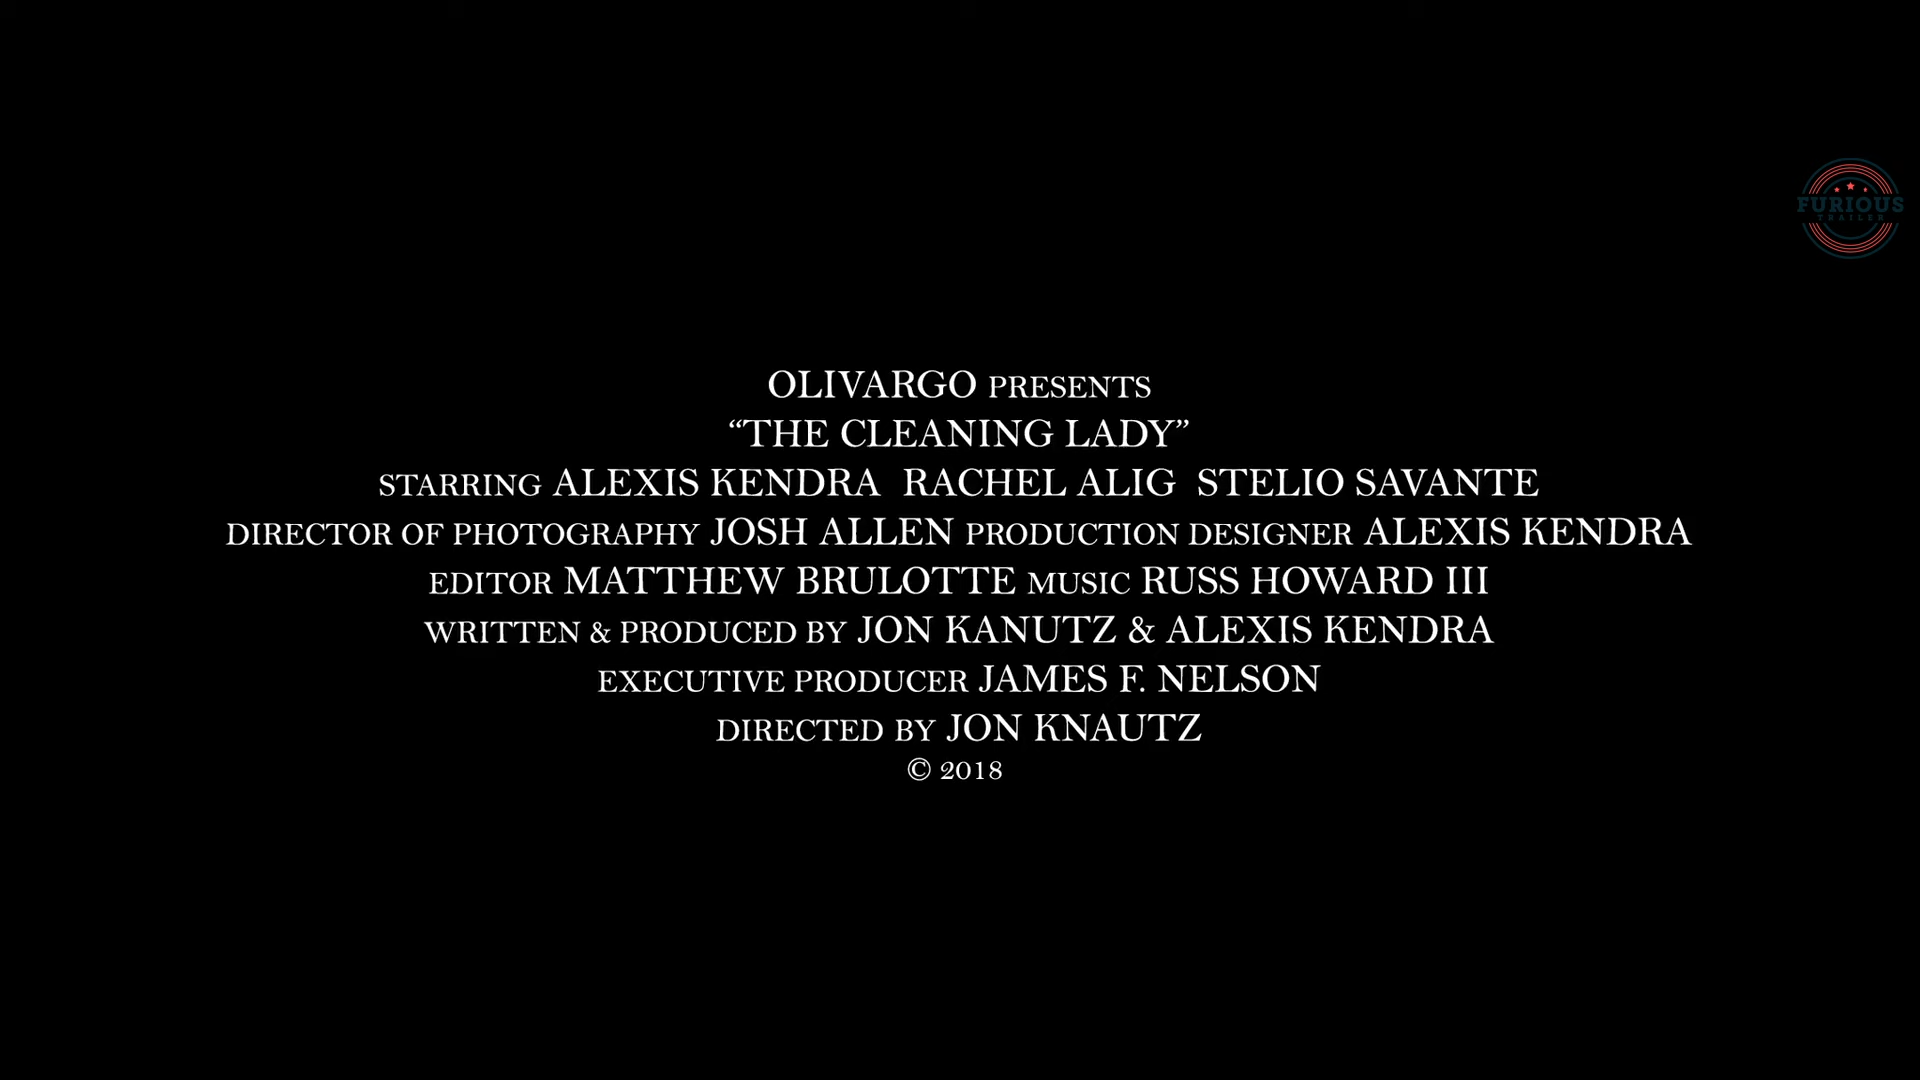 FURIOUS
TRAILER
OLIVARGO PRESENTS
“THE CLEANING LADY”
STARRING ALEXIS KENDRA RACHEL ALIG STELIO SAVANTE
DIRECTOR OF PHOTOGRAPHY JOSH ALLEN PRODUCTION DESIGNER ALEXIS KENDRA
EDITOR MATTHEW BRULOTTE MUSIC RUSS HOWARD III
WRITTEN & PRODUCED BY JON KANUTZ & ALEXIS KENDRA
EXECUTIVE PRODUCER JAMES F. NELSON
DIRECTED BY JON KNAUTZ
© 2018